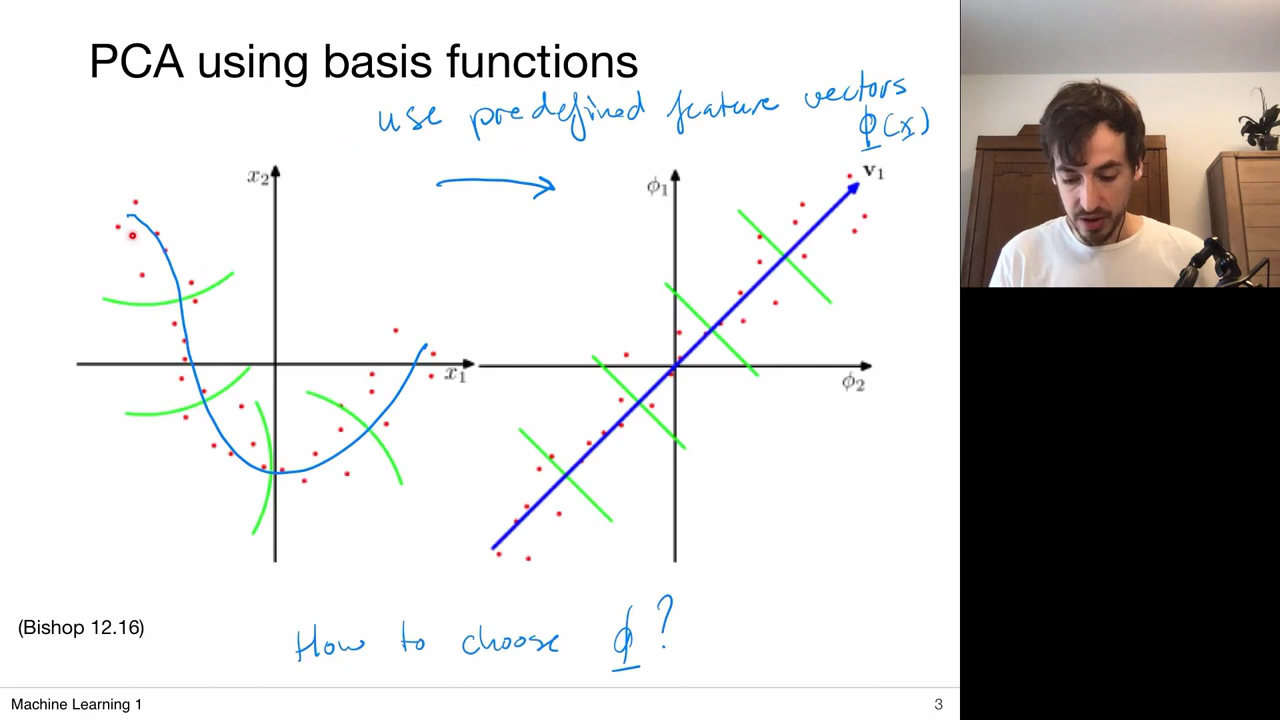 PCA using basis functions
use predefined feature vectors
ϕ(x)
x₂
ϕ₁
v₁
x₁
ϕ₂
(Bishop 12.16)
How to choose ϕ?
Machine Learning 1
3